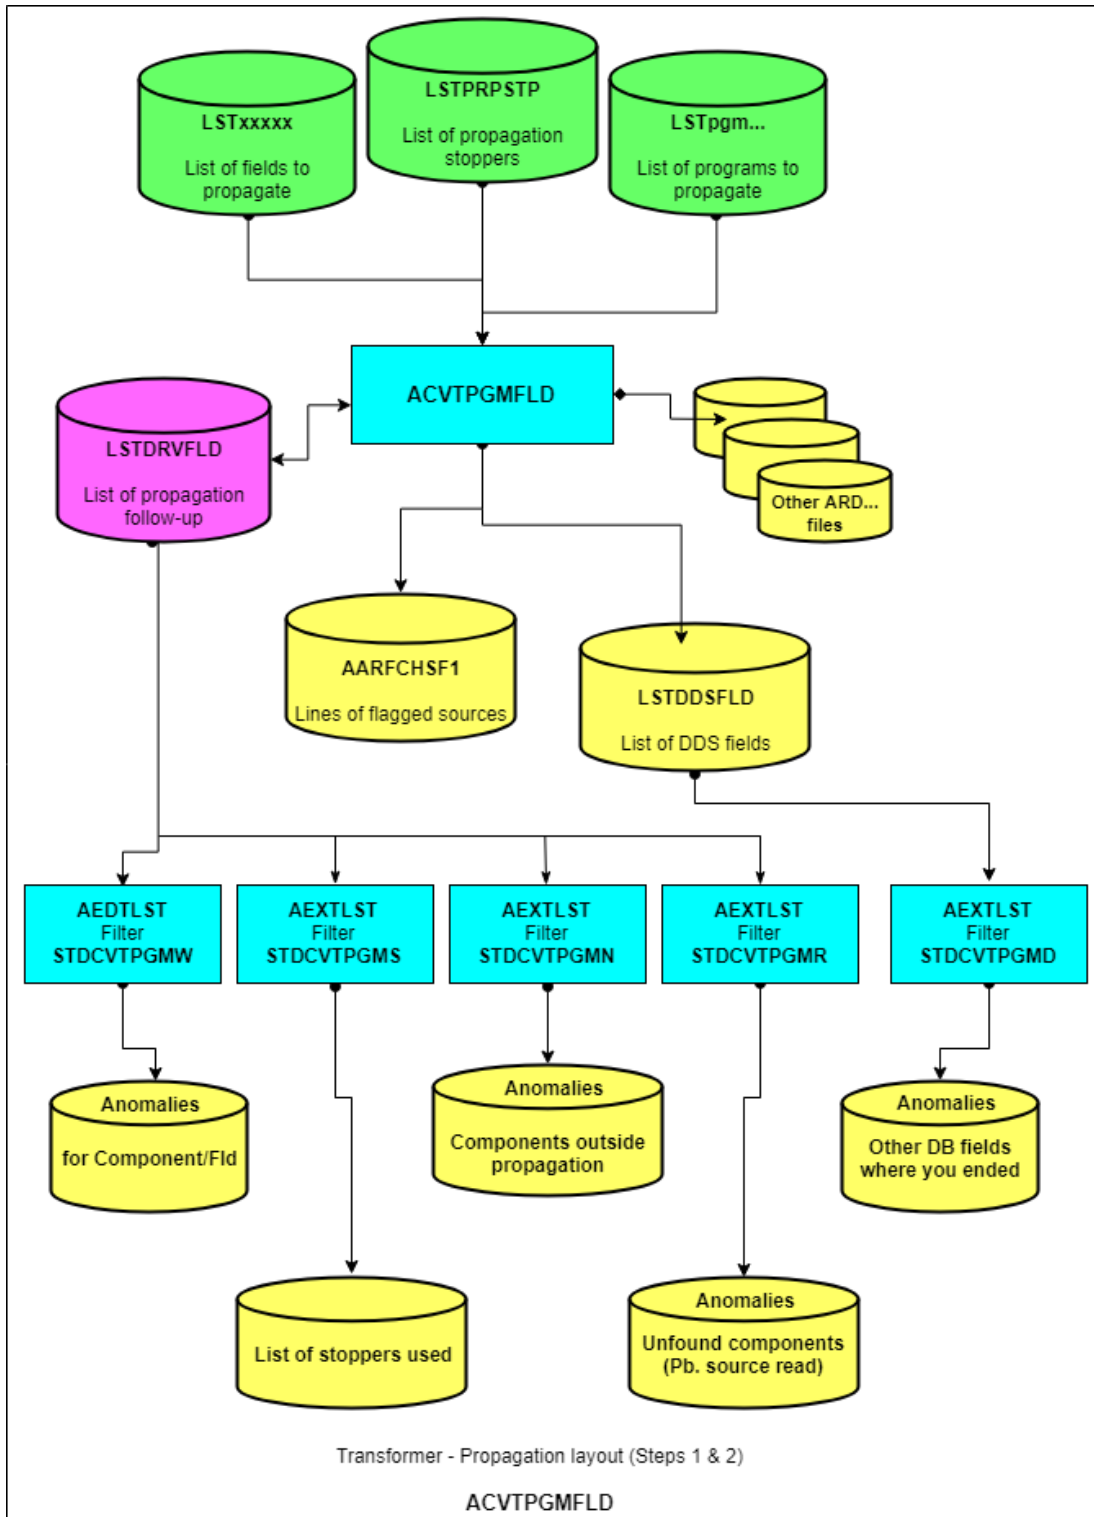 LSTxxxxx
List of fields to
propagate
LSTPRPSTP
List of propagation
stoppers
LSTpgm...
List of programs to
propagate
ACVTPGMFLD
LSTDRVFLD
List of propagation
follow-up
Other ARD...
files
AARFCHSF1
Lines of flagged sources
LSTDDSFLD
List of DDS fields
AEDTLST
Filter
STDCVTPGMW
AEXTLST
Filter
STDCVTPGMS
AEXTLST
Filter
STDCVTPGMN
AEXTLST
Filter
STDCVTPGMR
AEXTLST
Filter
STDCVTPGMD
Anomalies
for Component/Fld
Anomalies
Components outside
propagation
Anomalies
Other DB fields
where you ended
List of stoppers used
Anomalies
Unfound components
(Pb. source read)
Transformer - Propagation layout (Steps 1 & 2)
ACVTPGMFLD